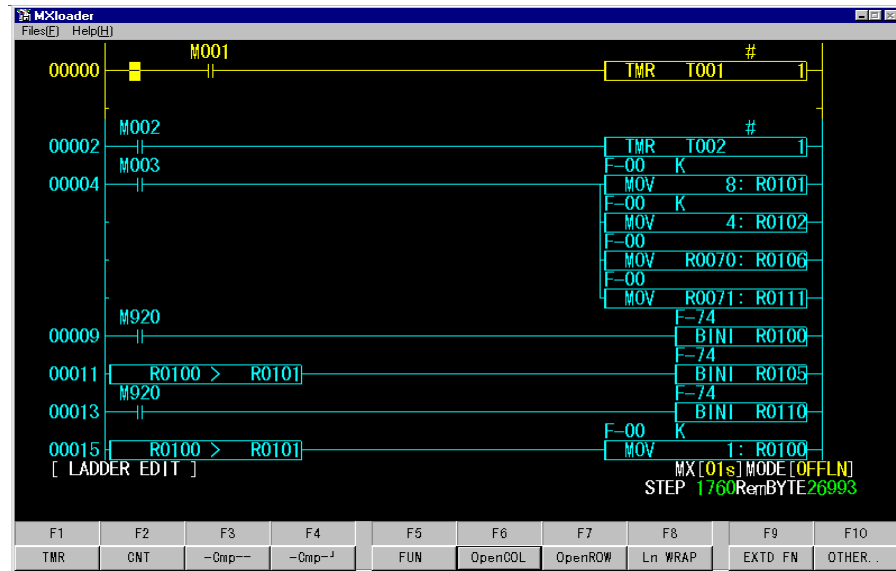 MXloader
Files(F) Help(H)
M001 #
00000 TMR T001 1
M002 #
00002 TMR T002 1
M003 F-00 K
00004 MOV 8: R0101
F-00 K
MOV 4: R0102
F-00
MOV R0070: R0106
F-00
MOV R0071: R0111
M920 F-74
00009 BINI R0100
F-74
00011 R0100 > R0101 BINI R0105
M920 F-74
00013 BINI R0110
F-00 K
00015 R0100 > R0101 MOV 1: R0100
[ LADDER EDIT ] MX[01s]MODE[OFFLN]
STEP 1760RemBYTE26993
F1 F2 F3 F4 F5 F6 F7 F8 F9 F10
TMR CNT -Cmp-- -Cmp-┘ FUN OpenCOL OpenROW Ln WRAP EXTD FN OTHER..